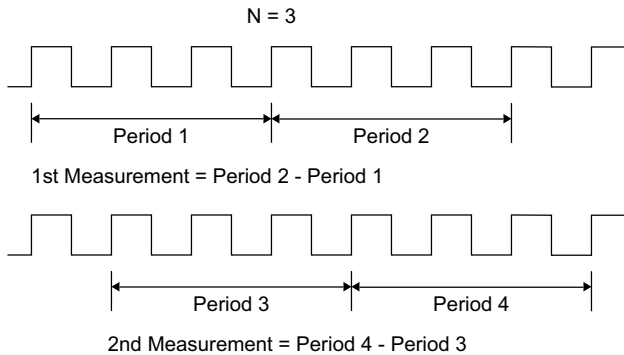 N = 3
Period 1
Period 2
1st Measurement = Period 2 - Period 1
Period 3
Period 4
2nd Measurement = Period 4 - Period 3